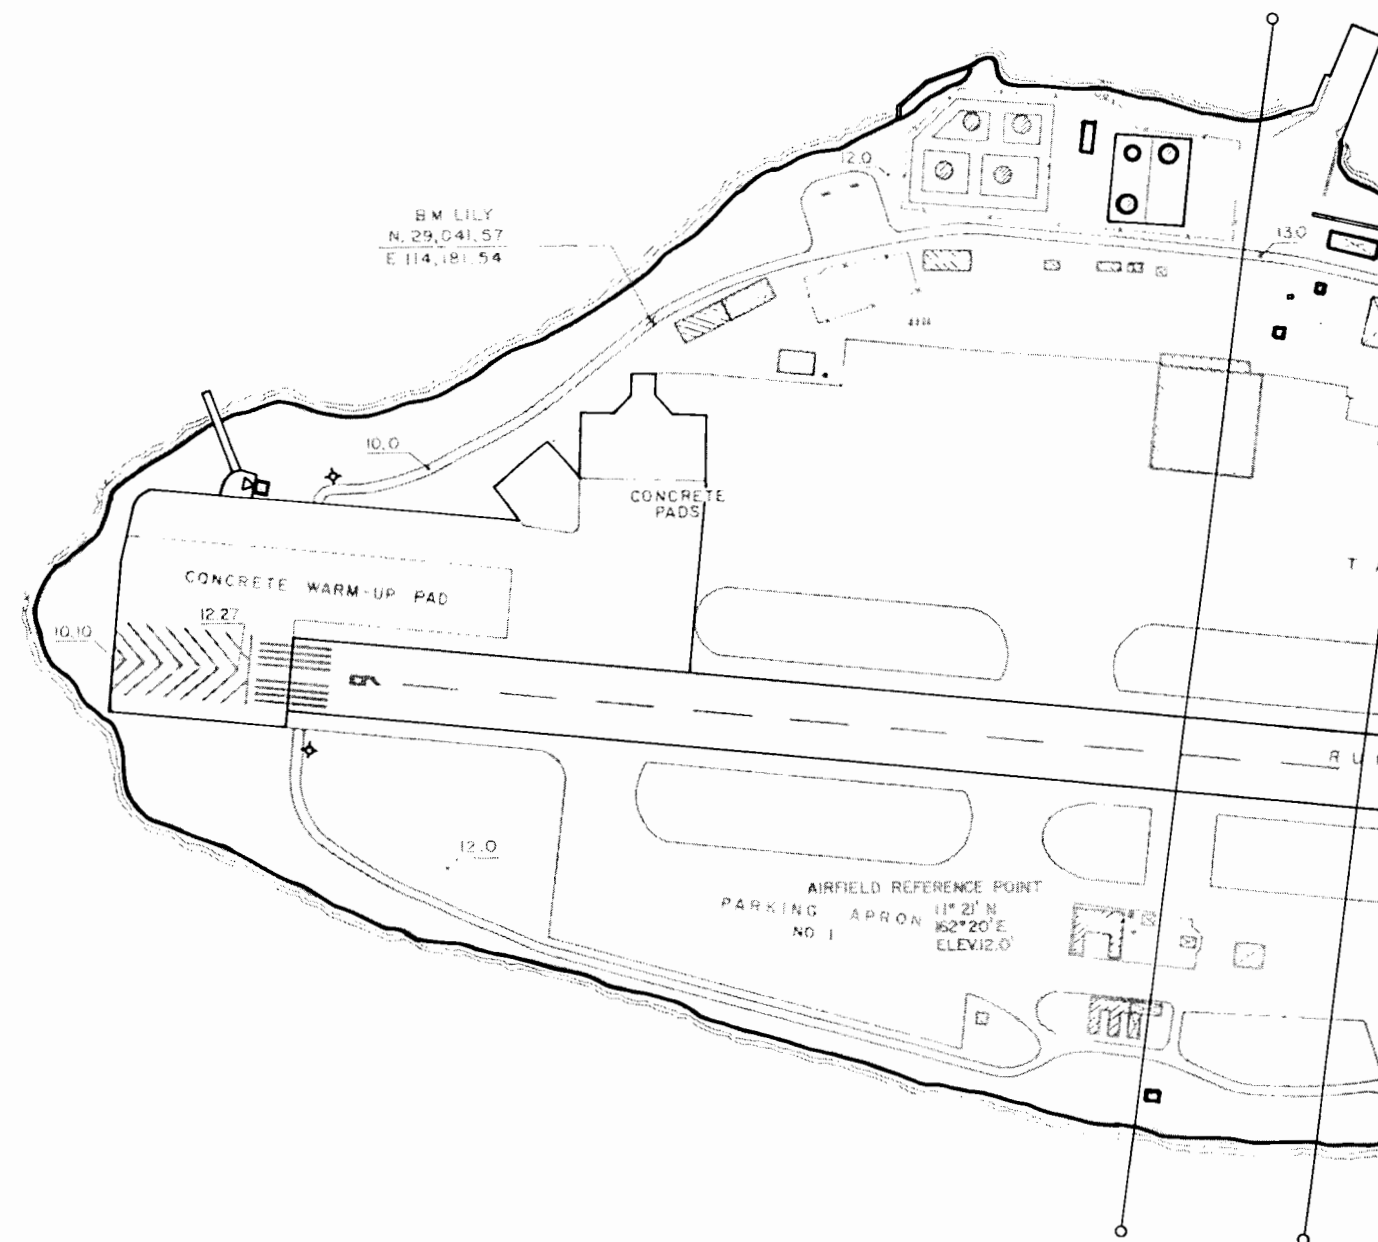 12.0
BM LILY
N. 29,041.57
E 114,181.54
13.0
10.0
CONCRETE
PADS
T A
CONCRETE WARM-UP PAD
12.27
10.10
RU
12.0
AIRFIELD REFERENCE POINT
PARKING APRON
NO 1
11° 21' N
162° 20' E
ELEV.12.0'